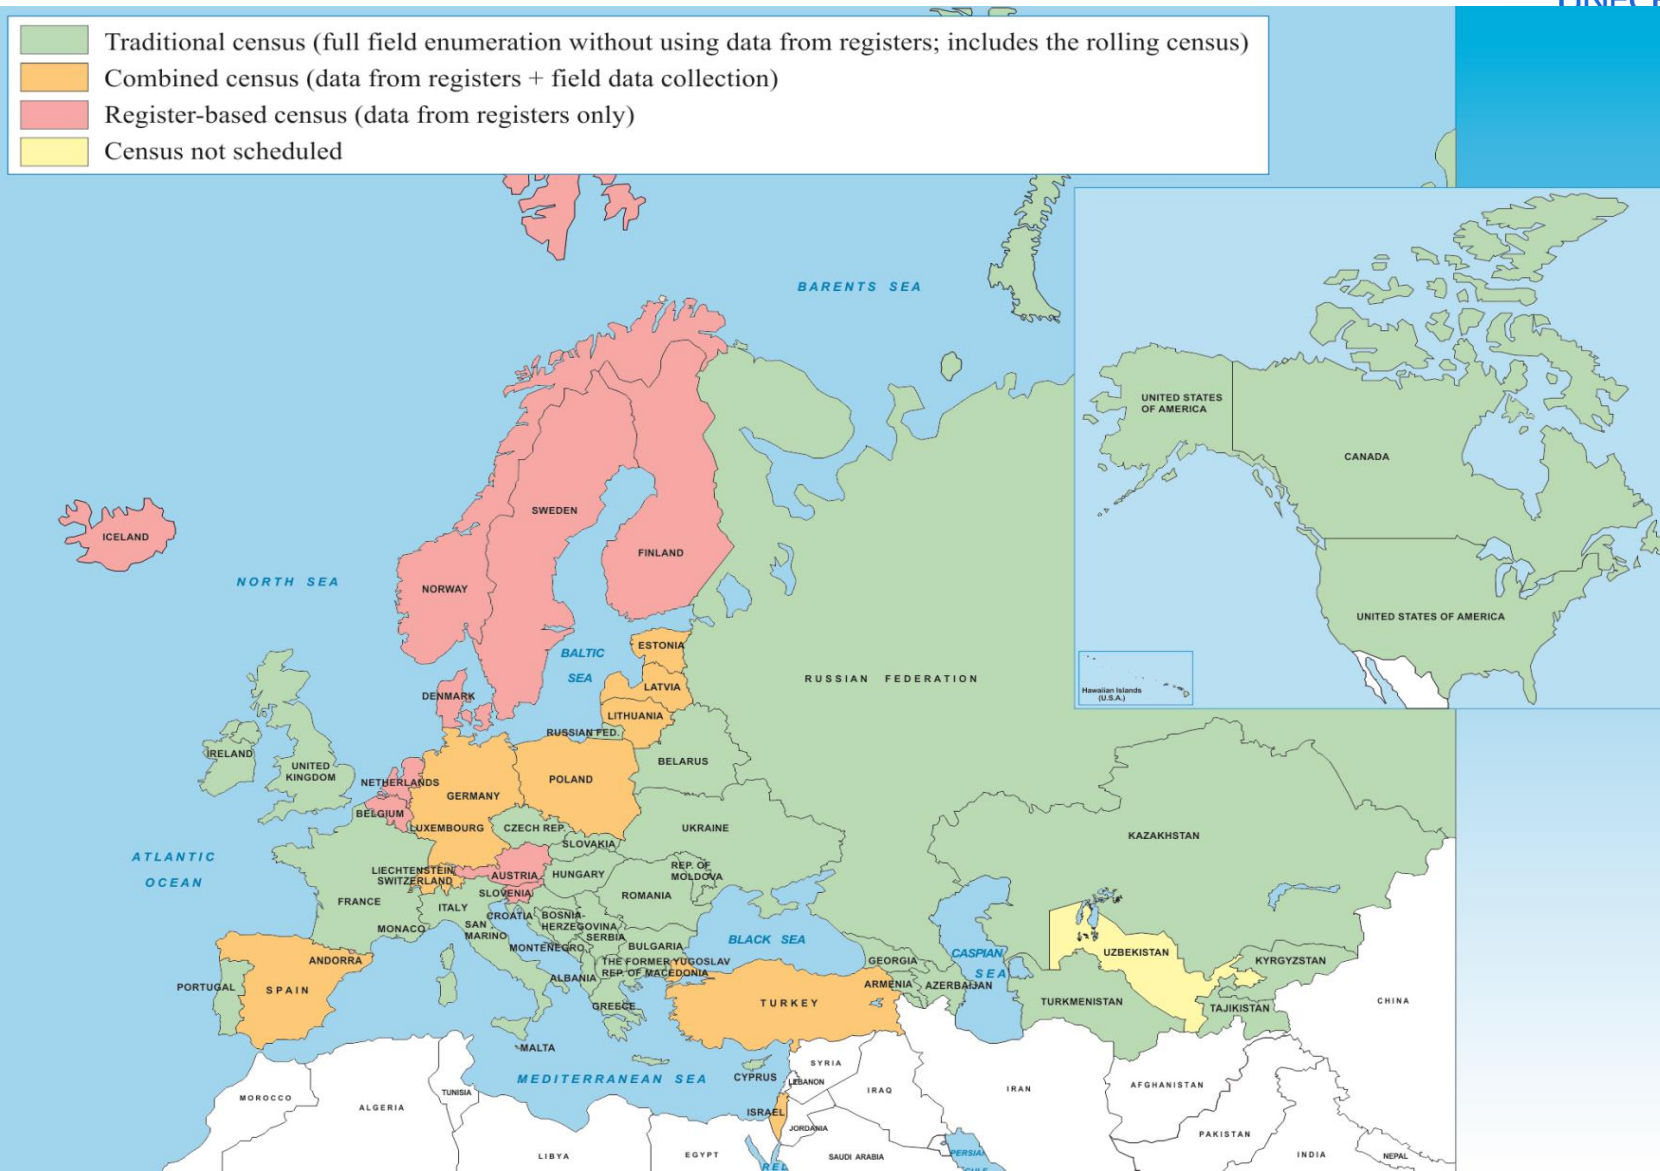 Traditional census (full field enumeration without using data from registers; includes the rolling census)
Combined census (data from registers + field data collection)
Register-based census (data from registers only)
Census not scheduled
BARENTS SEA
UNITED STATES
OF AMERICA
CANADA
UNITED STATES OF AMERICA
Hawaiian Islands
(U.S.A.)
ICELAND
SWEDEN
FINLAND
NORWAY
NORTH SEA
BALTIC
SEA
ESTONIA
LATVIA
LITHUANIA
RUSSIAN FED.
RUSSIAN FEDERATION
DENMARK
IRELAND
UNITED
KINGDOM
NETHERLANDS
BELGIUM
GERMANY
POLAND
BELARUS
LUXEMBOURG
CZECH REP.
SLOVAKIA
UKRAINE
KAZAKHSTAN
ATLANTIC
OCEAN
LIECHTENSTEIN
SWITZERLAND
AUSTRIA
HUNGARY
REP. OF
MOLDOVA
SLOVENIA
ROMANIA
FRANCE
ITALY
CROATIA
BOSNIA-
HERZEGOVINA
SAN
MARINO
MONACO
SERBIA
MONTENEGRO
BULGARIA
BLACK SEA
THE FORMER YUGOSLAV
REP. OF MACEDONIA
ALBANIA
GREECE
ANDORRA
PORTUGAL
SPAIN
GEORGIA
ARMENIA
AZERBAIJAN
CASPIAN
SEA
TURKEY
UZBEKISTAN
KYRGYZSTAN
TURKMENISTAN
TAJIKISTAN
CHINA
MALTA
MEDITERRANEAN SEA
CYPRUS
SYRIA
LEBANON
ISRAEL
JORDANIA
IRAQ
IRAN
AFGHANISTAN
MOROCCO
ALGERIA
TUNISIA
LIBYA
EGYPT
SAUDI ARABIA
PAKISTAN
INDIA
NEPAL